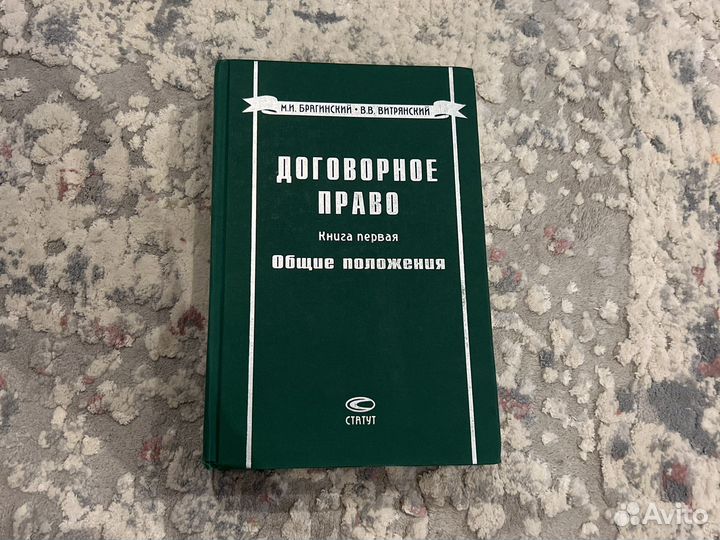 М.И. БРАГИНСКИЙ • В.В. ВИТРЯНСКИЙ
ДОГОВОРНОЕ
ПРАВО
Книга первая
Общие положения
СТАТУТ
Avito